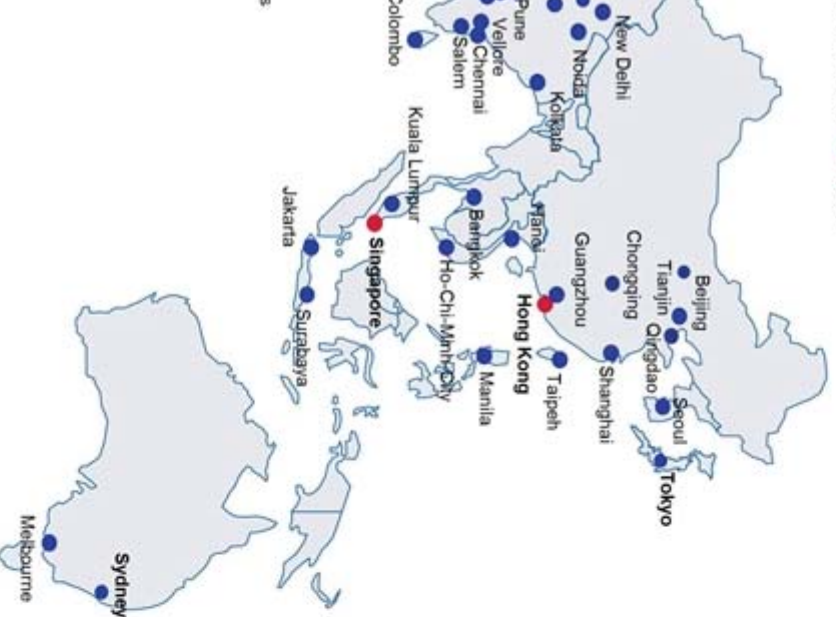 New Delhi
Noida
Pune
Vellore
Chennai
Salem
Colombo
Kolkata
Kuala Lumpur
Singapore
Jakarta
Surabaya
Bangkok
Ho-Chi-Minh-City
Hanoi
Guangzhou
Hong Kong
Chongqing
Beijing
Tianjin
Qingdao
Shanghai
Taipeh
Manila
Seoul
Tokyo
Sydney
Melbourne